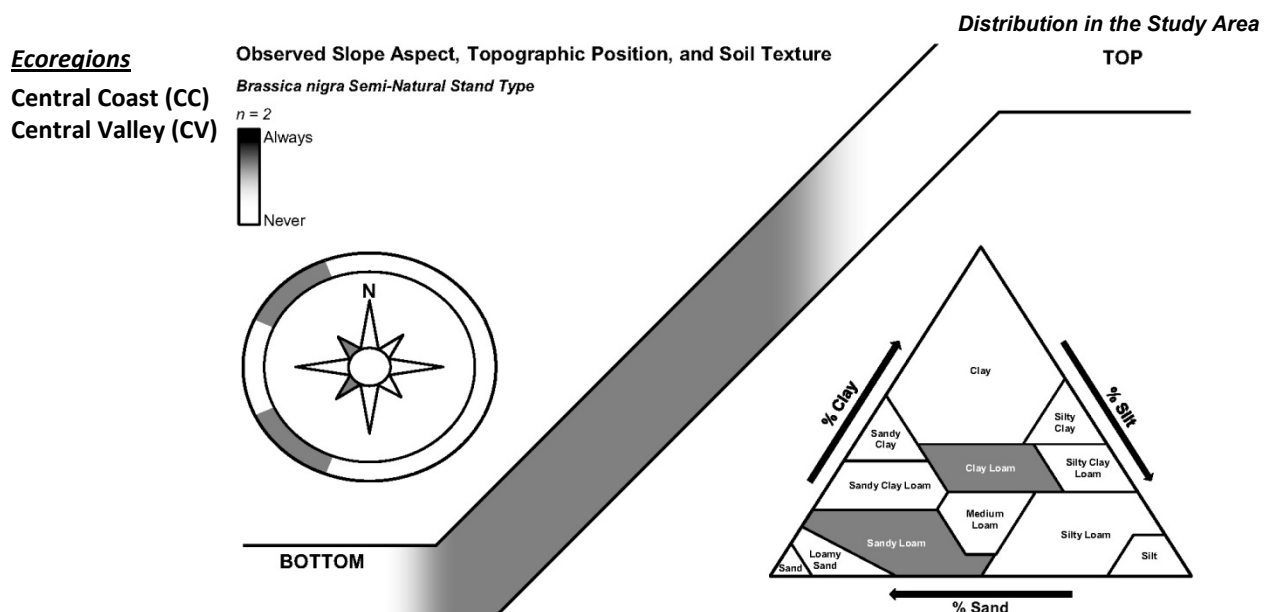 Distribution in the Study Area
Ecoregions
Central Coast (CC)
Central Valley (CV)
Observed Slope Aspect, Topographic Position, and Soil Texture
Brassica nigra Semi-Natural Stand Type
n = 2
Always
Never
TOP
N
BOTTOM
% Clay
% Silt
Clay
Silty
Clay
Sandy
Clay
Clay Loam
Silty Clay
Loam
Sandy Clay Loam
Medium
Loam
Sandy Loam
Silty Loam
Loamy
Sand
Sand
Silt
% Sand